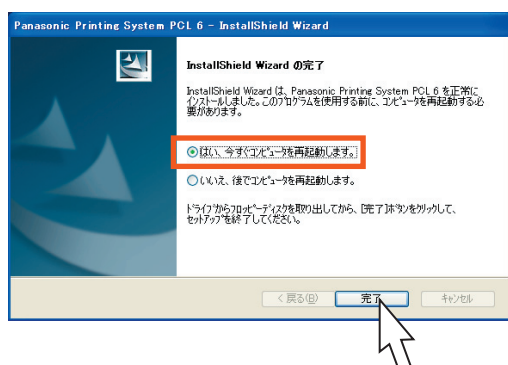 Panasonic Printing System PCL 6 - InstallShield Wizard
InstallShield Wizard の完了
InstallShield Wizard は、Panasonic Printing System PCL 6 を正常に
インストールしました。このプログラムを使用する前に、コンピュータを再起動する必
要があります。
はい、今すぐコンピュータを再起動します。
いいえ、後でコンピュータを再起動します。
ドライブからフロッピーディスクを取り出してから、[完了]ボタンをクリックして、
セットアップを終了してください。
< 戻る(B)
完了
キャンセル